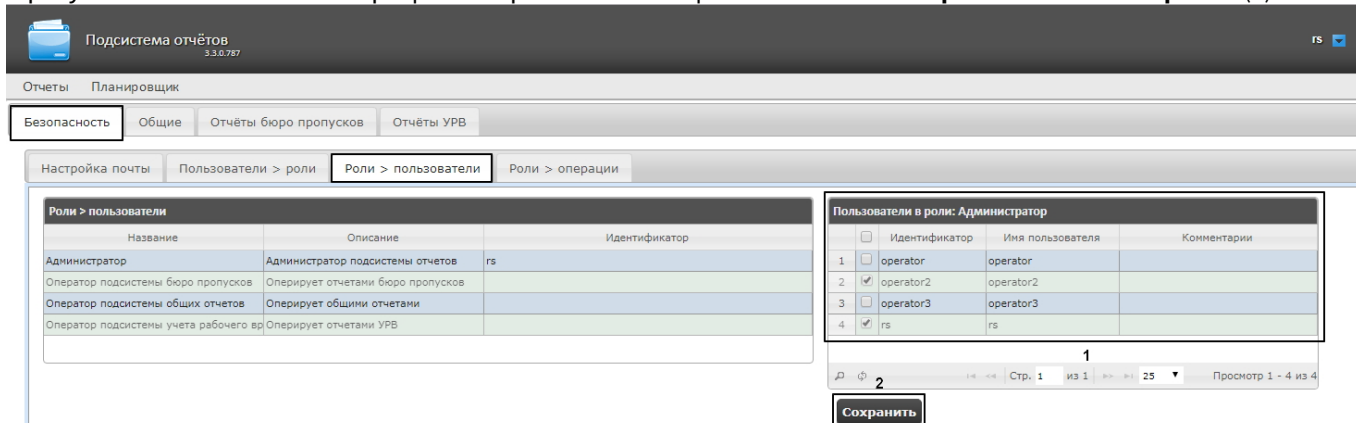 Подсистема отчётов
3.3.0.787
rs
Отчеты Планировщик
Безопасность Общие Отчёты бюро пропусков Отчёты УРВ
Настройка почты Пользователи > роли Роли > пользователи Роли > операции
Роли > пользователи
Название Описание Идентификатор
Администратор Администратор подсистемы отчетов rs
Оператор подсистемы бюро пропусков Оперирует отчетами бюро пропусков
Оператор подсистемы общих отчетов Оперирует общими отчетами
Оператор подсистемы учета рабочего вр Оперирует отчетами УРВ
Пользователи в роли: Администратор
Идентификатор Имя пользователя Комментарии
1 operator operator
2 operator2 operator2
3 operator3 operator3
4 rs rs
1
Стр. 1 из 1 25 Просмотр 1 - 4 из 4
2
Сохранить